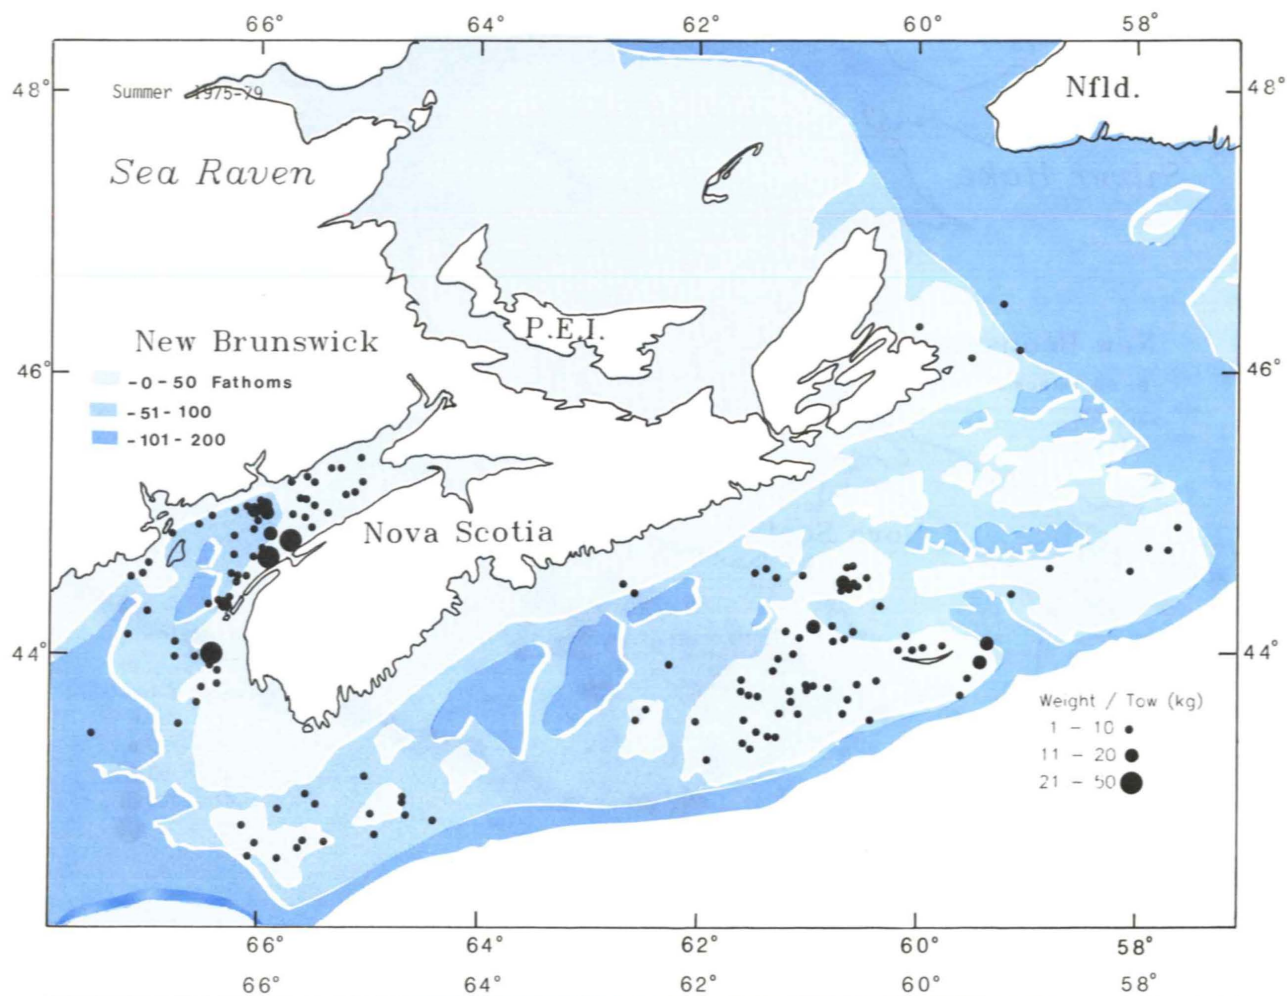 66° 64° 62° 60° 58°
48° 48°
Summer 1975-79
Nfld.
Sea Raven
P.E.I.
New Brunswick
46° 46°
-0-50 Fathoms
-51-100
-101-200
Nova Scotia
44° 44°
Weight / Tow (kg)
1 - 10
11 - 20
21 - 50
66° 64° 62° 60° 58°
66° 64° 62° 60° 58°